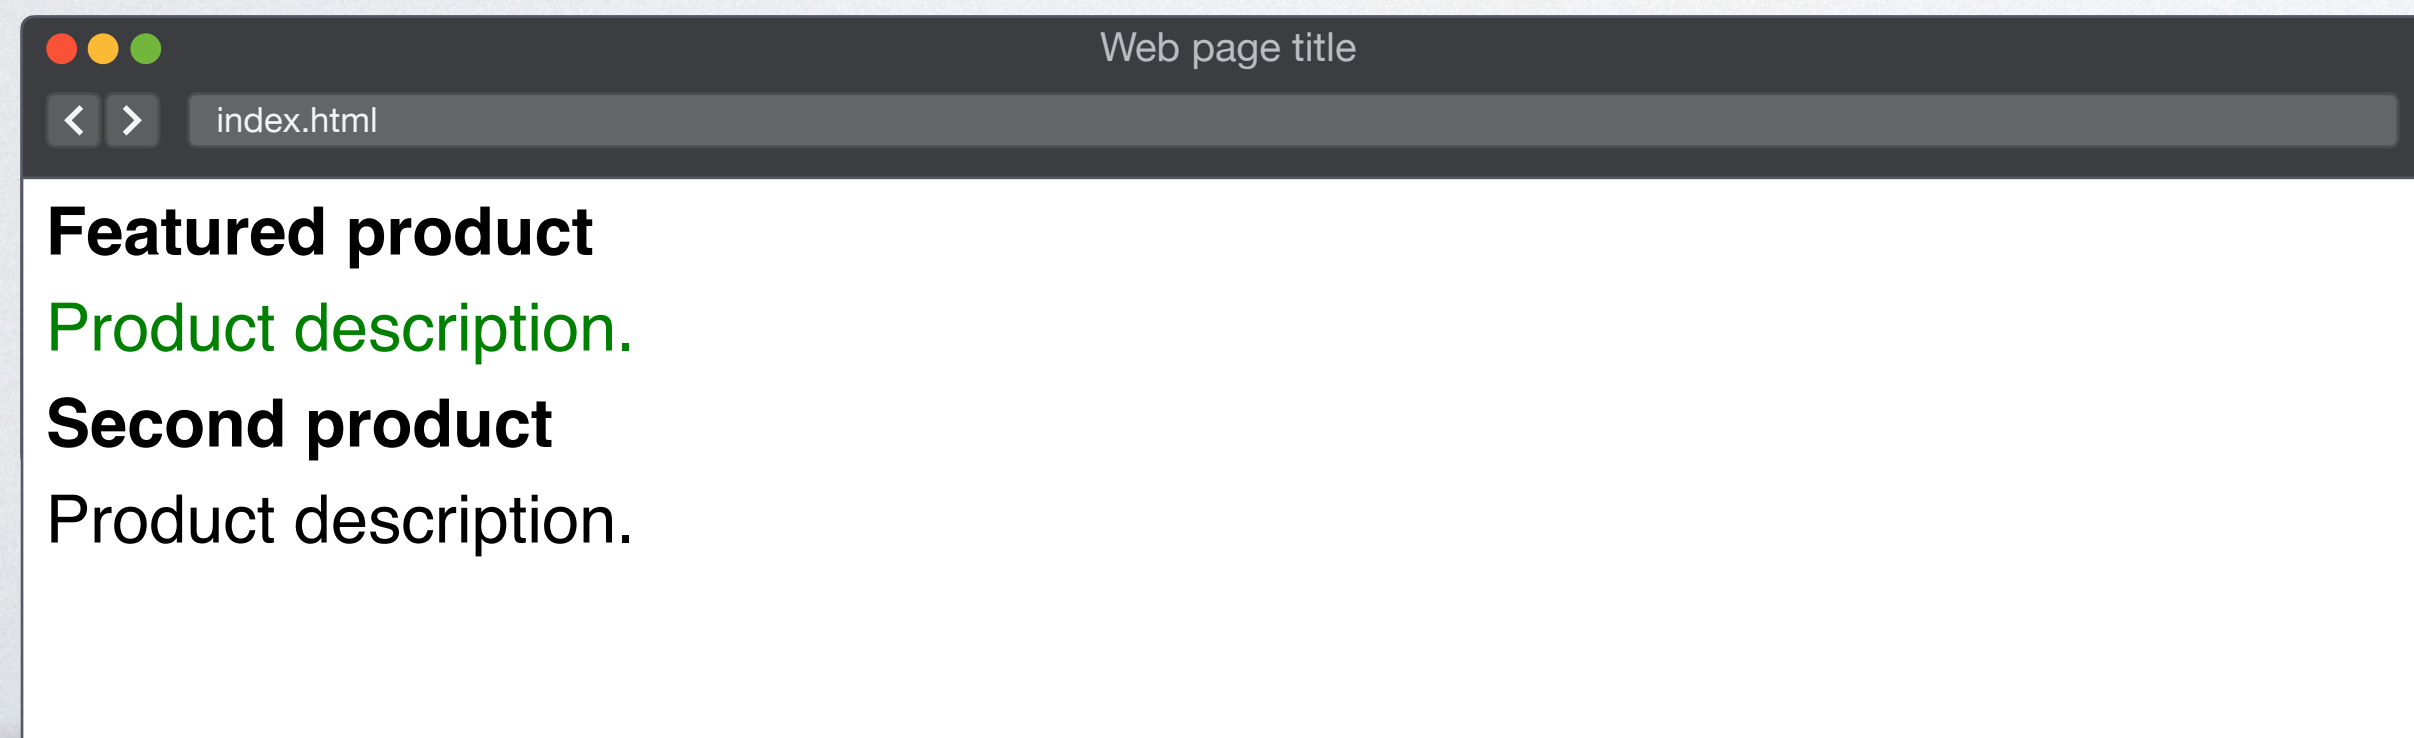 Web page title
index.html
Featured product
Product description.
Second product
Product description.